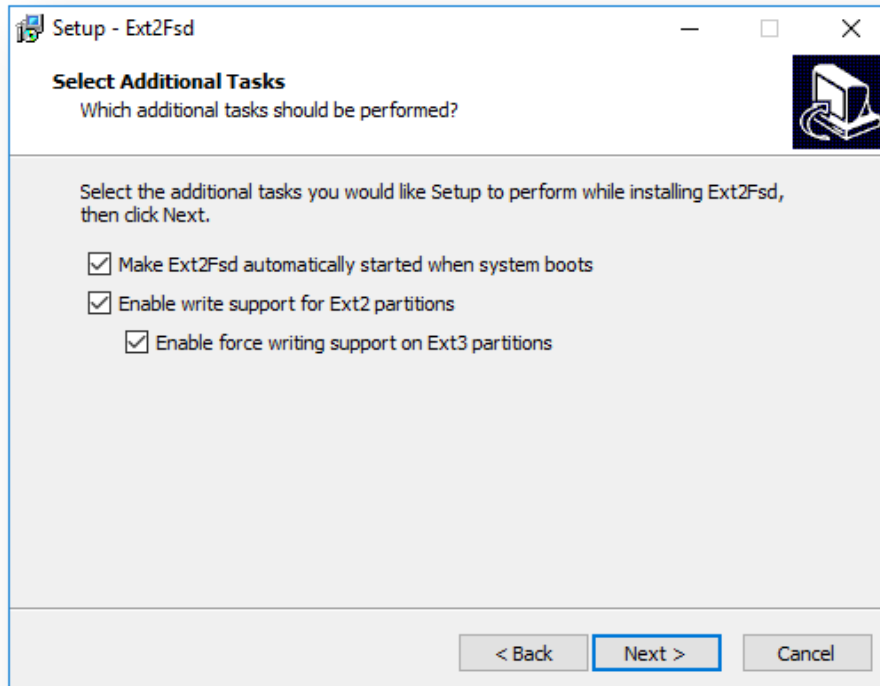 Setup - Ext2Fsd
Select Additional Tasks
Which additional tasks should be performed?
Select the additional tasks you would like Setup to perform while installing Ext2Fsd,
then click Next.
Make Ext2Fsd automatically started when system boots
Enable write support for Ext2 partitions
Enable force writing support on Ext3 partitions
< Back
Next >
Cancel